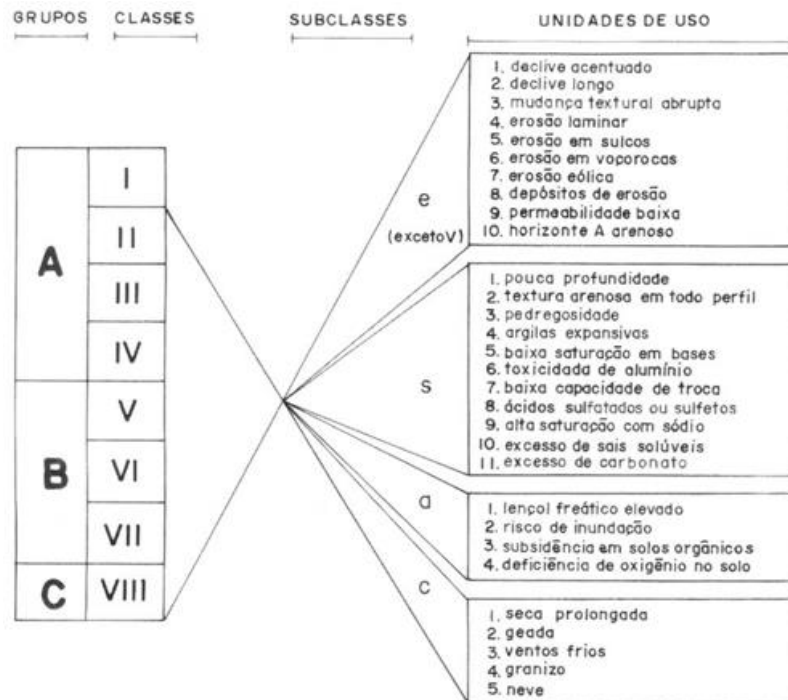 GRUPOS CLASSES SUBCLASSES UNIDADES DE USO
A
B
C
I
II
III
IV
V
VI
VII
VIII
e
(excetoV)
1. declive acentuado
2. declive longo
3. mudança textural abrupta
4. erosão laminar
5. erosão em sulcos
6. erosão em voporocas
7. erosão eólica
8. depósitos de erosão
9. permeabilidade baixa
10. horizonte A arenoso
s
1. pouca profundidade
2. textura arenosa em todo perfil
3. pedregosidade
4. argilas expansivas
5. baixa saturação em bases
6. toxicidada de alumínio
7. baixa capacidade de troca
8. ácidos sulfatados ou sulfetos
9. alta saturação com sódio
10. excesso de sais solúveis
11. excesso de carbonato
a
1. lençol freático elevado
2. risco de inundação
3. subsidência em solos orgânicos
4. deficiência de oxigênio no solo
c
1. seca prolongada
2. geada
3. ventos frios
4. granizo
5. neve